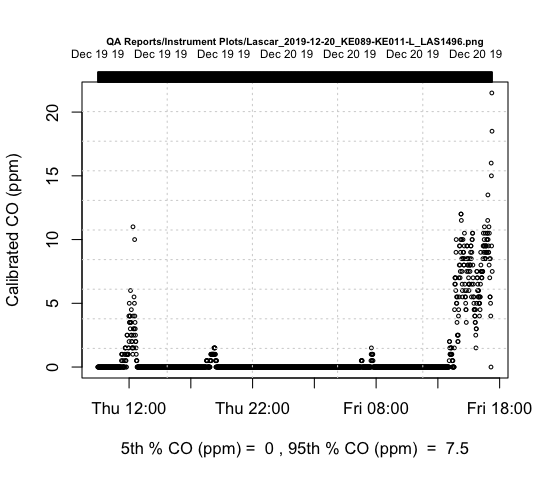 QA Reports/Instrument Plots/Lascar_2019-12-20_KE089-KE011-L_LAS1496.png
Dec 19 19 Dec 19 19 Dec 19 19 Dec 20 19 Dec 20 19 Dec 20 19 Dec 20 19
Calibrated CO (ppm)
20
15
10
5
0
Thu 12:00 Thu 22:00 Fri 08:00 Fri 18:00
5th % CO (ppm) = 0 , 95th % CO (ppm) = 7.5